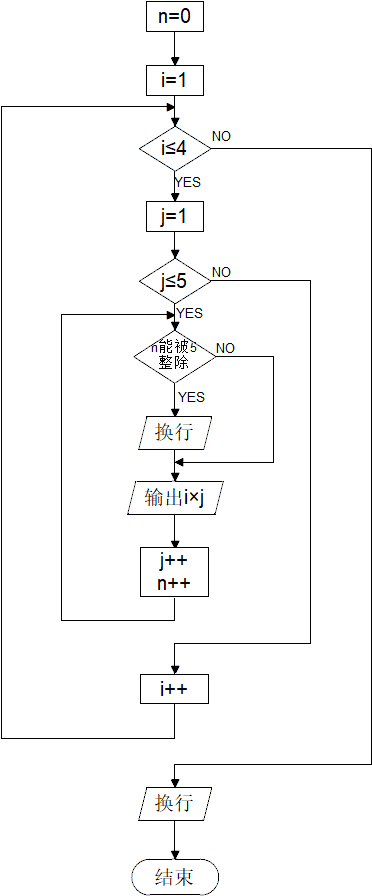 n=0
i=1
i≤4
NO
YES
j=1
j≤5
NO
YES
n能被5
整除
NO
YES
换行
输出i×j
j++
n++
i++
换行
结束